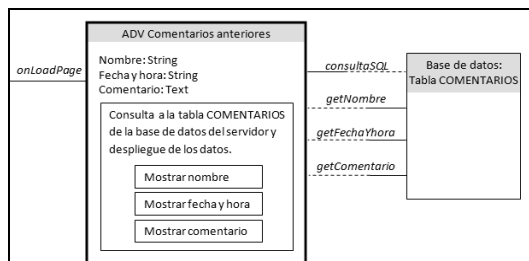 ADV Comentarios anteriores
onLoadPage
Nombre: String
Fecha y hora: String
Comentario: Text
Consulta a la tabla COMENTARIOS
de la base de datos del servidor y
despliegue de los datos.
Mostrar nombre
Mostrar fecha y hora
Mostrar comentario
consultaSQL
getNombre
getFechaYhora
getComentario
Base de datos:
Tabla COMENTARIOS